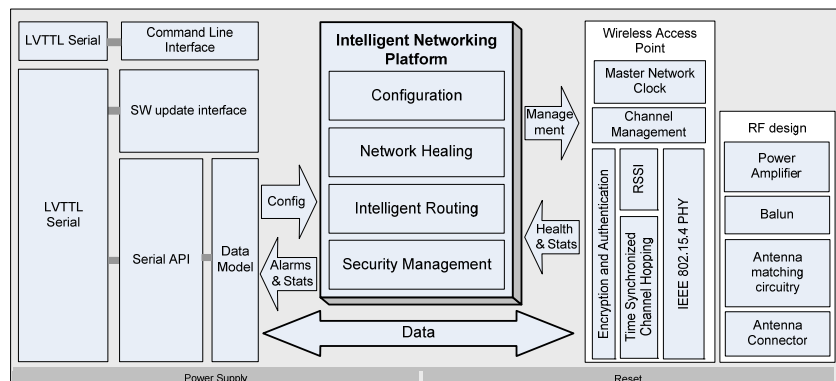 LVTTL Serial
Command Line
Interface
LVTTL
Serial
SW update interface
Serial API
Data
Model
Config
Alarms
& Stats
Intelligent Networking
Platform
Configuration
Network Healing
Intelligent Routing
Security Management
Data
Manage
ment
Health
& Stats
Wireless Access
Point
Master Network
Clock
Channel
Management
Encryption and Authentication
RSSI
Time Synchronized
Channel Hopping
IEEE 802.15.4 PHY
RF design
Power
Amplifier
Balun
Antenna
matching
circuitry
Antenna
Connector
Power Supply
Reset